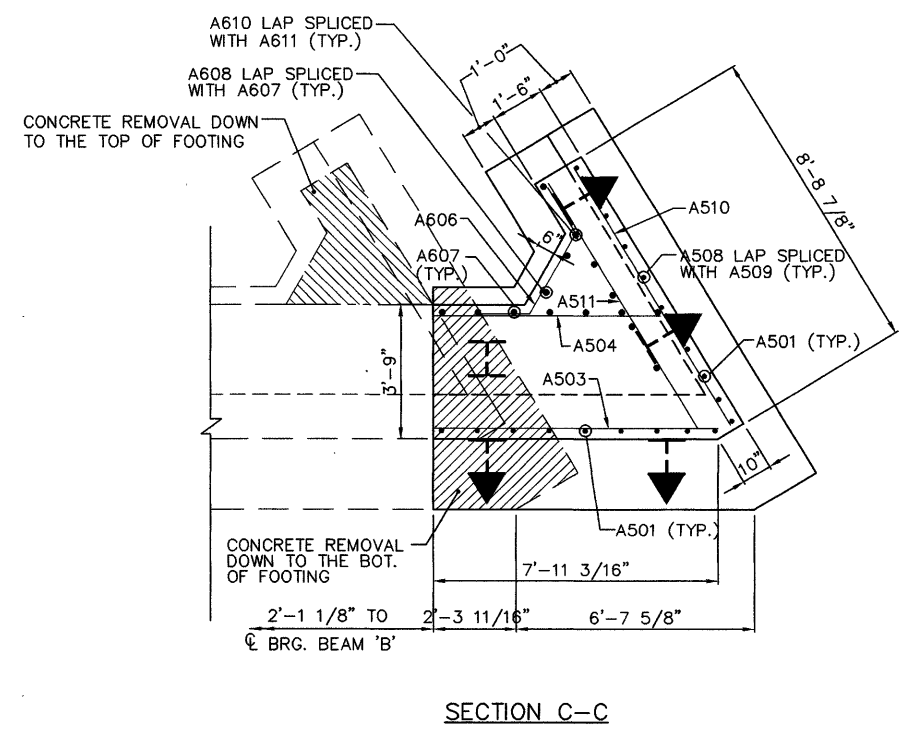 A610 LAP SPLICED
WITH A611 (TYP.)
1'-0"
A608 LAP SPLICED
WITH A607 (TYP.)
1'-6"
CONCRETE REMOVAL DOWN
TO THE TOP OF FOOTING
8'-8 7/8"
A510
A606
6"
A607
(TYP.)
A508 LAP SPLICED
WITH A509 (TYP.)
A511
A504
A501 (TYP.)
3'-9"
A503
10"
A501 (TYP.)
CONCRETE REMOVAL
DOWN TO THE BOT.
OF FOOTING
7'-11 3/16"
2'-1 1/8" TO
℄ BRG. BEAM 'B'
2'-3 11/16"
6'-7 5/8"
SECTION C-C